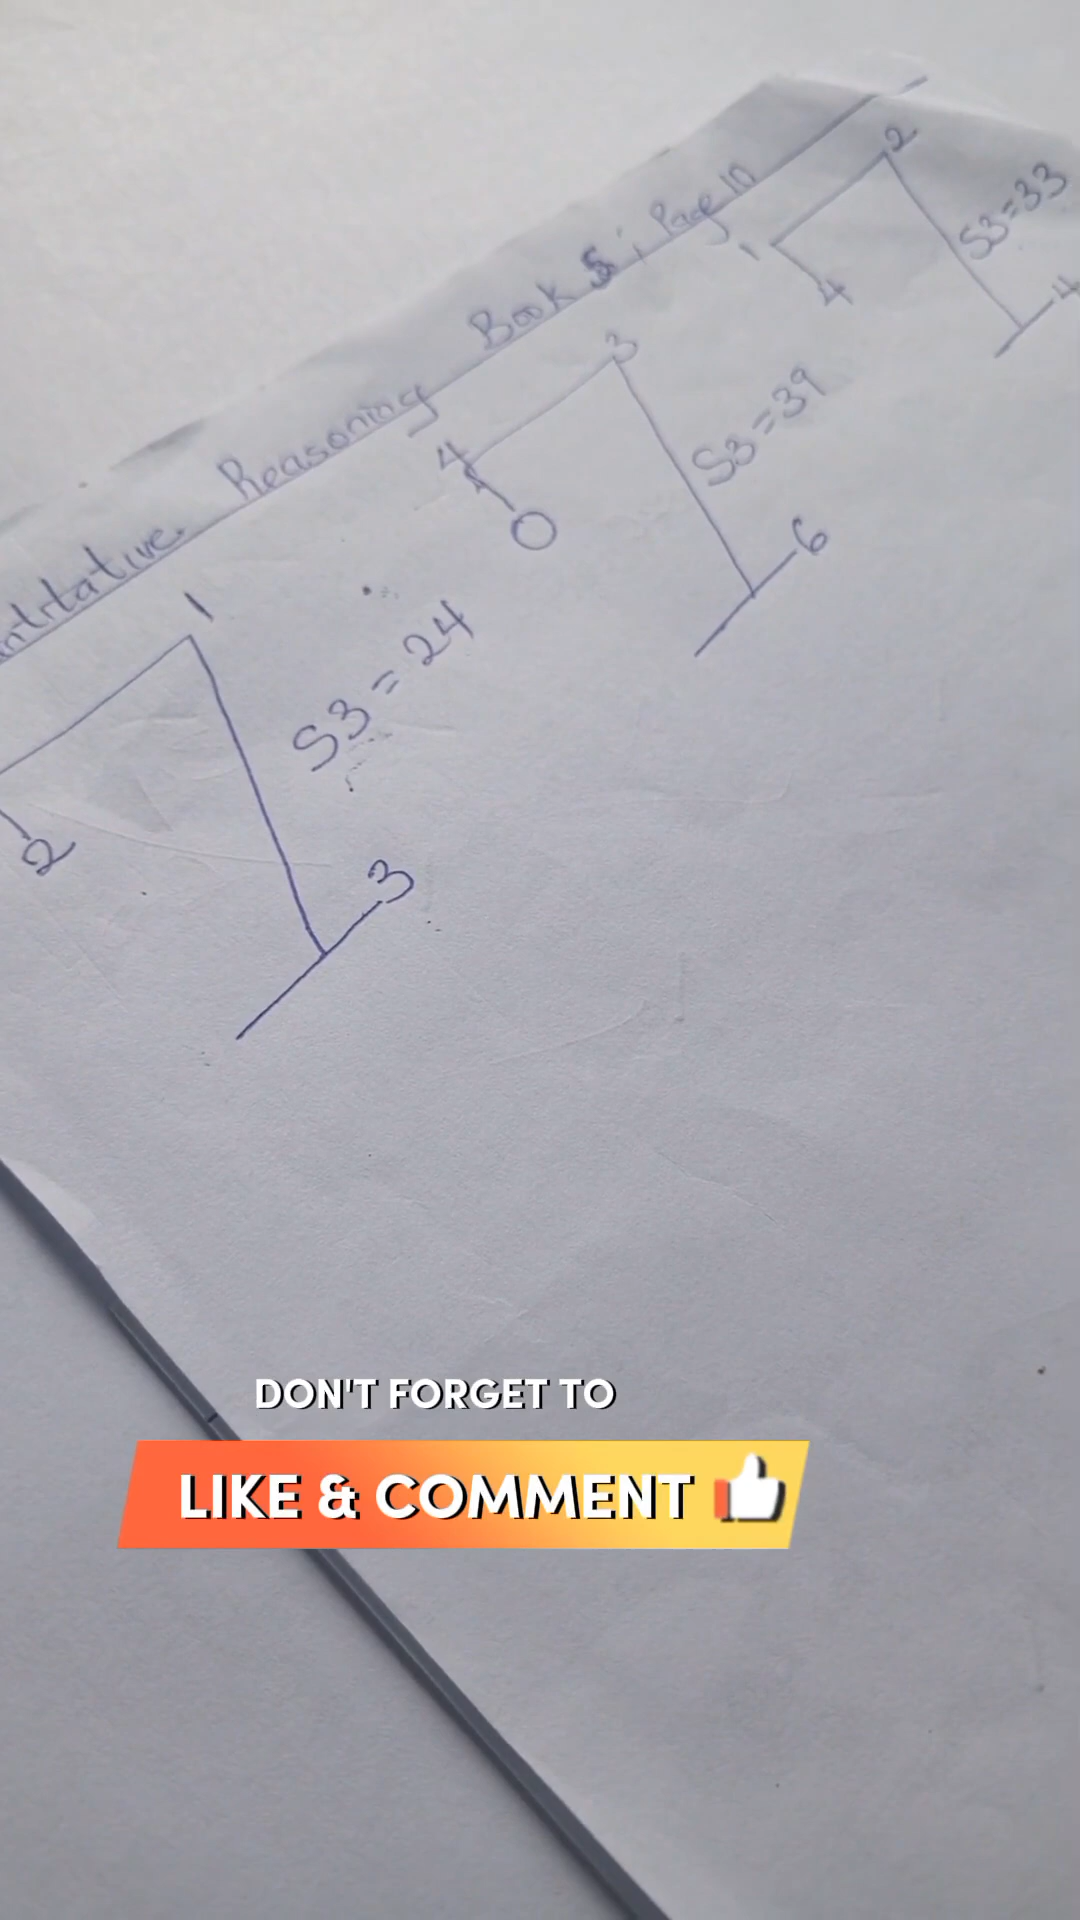 Reasoning Book 5; Page 10
1
2
S3 = 24
3
4
3
0
S3 = 39
6
1
2
4
S3 = 33
4
DON'T FORGET TO
LIKE & COMMENT